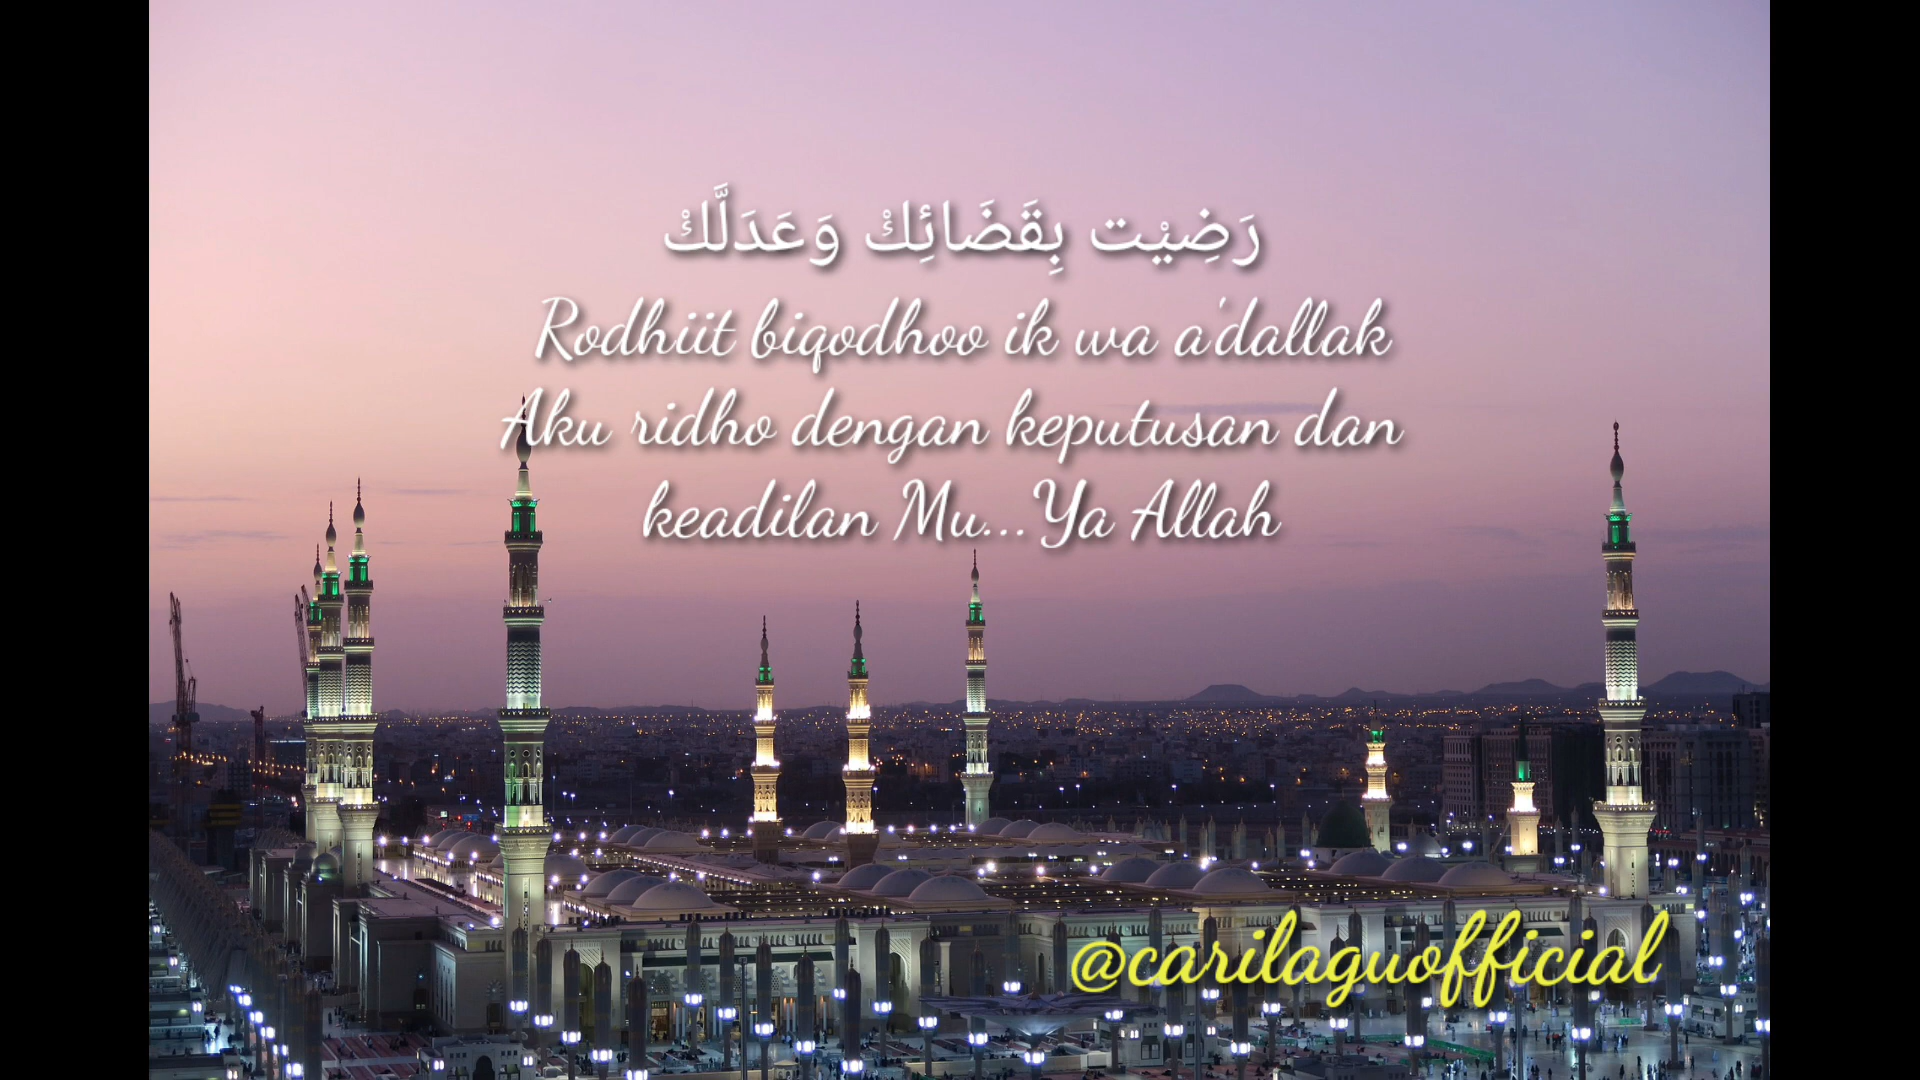 رَضِيْت بِقَضَائِكْ وَعَدَلَّكْ
Rodhiit biqodhoo ik wa a'dallak
Aku ridho dengan keputusan dan
keadilan Mu...Ya Allah
@carilaguofficial